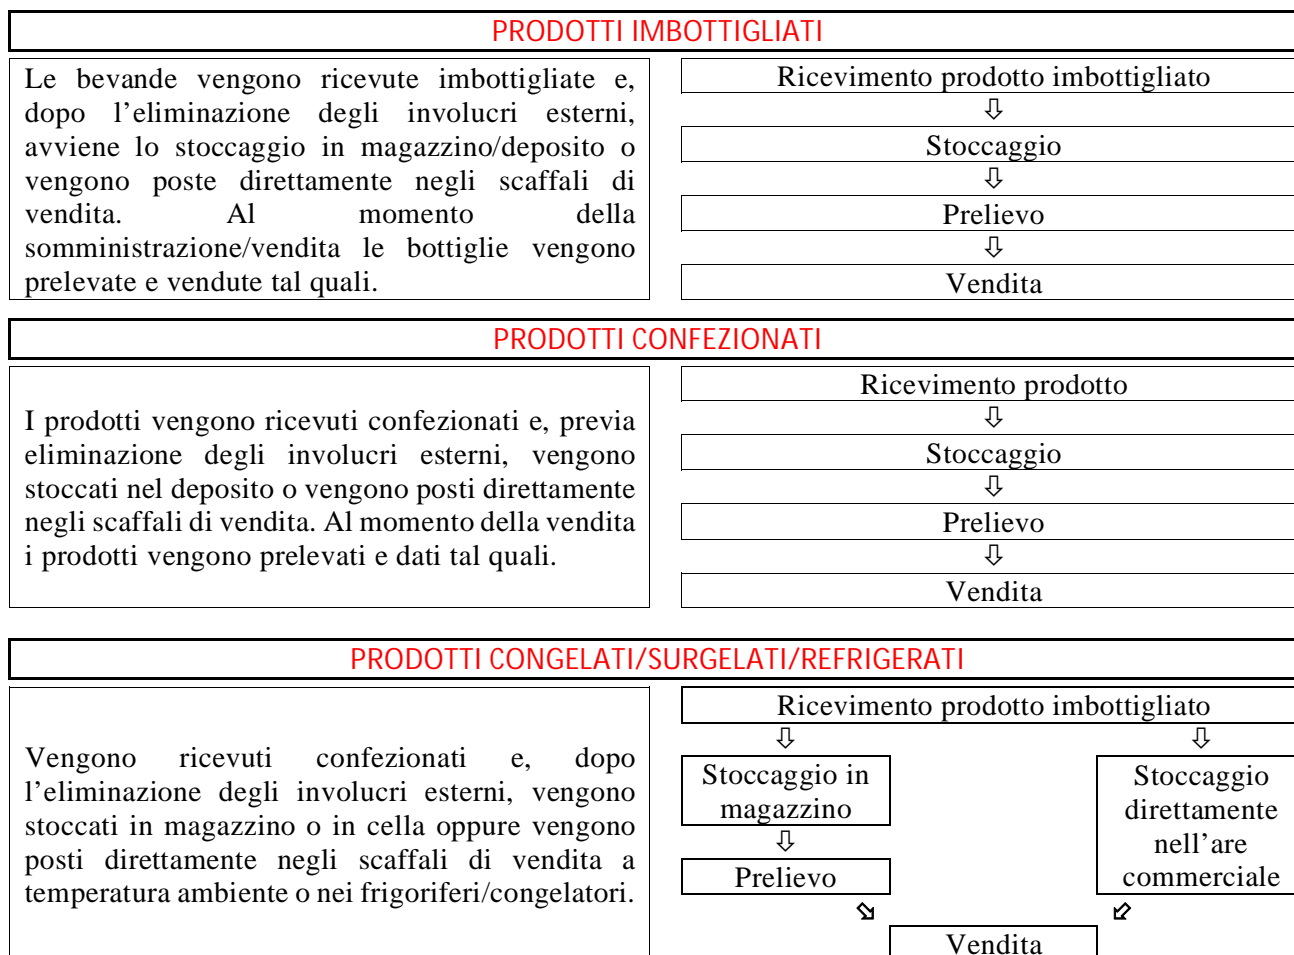 PRODOTTI IMBOTTIGLIATI
Le bevande vengono ricevute imbottigliate e,
dopo l’eliminazione degli involucri esterni,
avviene lo stoccaggio in magazzino/deposito o
vengono poste direttamente negli scaffali di
vendita. Al momento della
somministrazione/vendita le bottiglie vengono
prelevate e vendute tal quali.
Ricevimento prodotto imbottigliato
Stoccaggio
Prelievo
Vendita
PRODOTTI CONFEZIONATI
I prodotti vengono ricevuti confezionati e, previa
eliminazione degli involucri esterni, vengono
stoccati nel deposito o vengono posti direttamente
negli scaffali di vendita. Al momento della vendita
i prodotti vengono prelevati e dati tal quali.
Ricevimento prodotto
Stoccaggio
Prelievo
Vendita
PRODOTTI CONGELATI/SURGELATI/REFRIGERATI
Vengono ricevuti confezionati e, dopo
l’eliminazione degli involucri esterni, vengono
stoccati in magazzino o in cella oppure vengono
posti direttamente negli scaffali di vendita a
temperatura ambiente o nei frigoriferi/congelatori.
Ricevimento prodotto imbottigliato
Stoccaggio in
magazzino
Prelievo
Stoccaggio
direttamente
nell’are
commerciale
Vendita